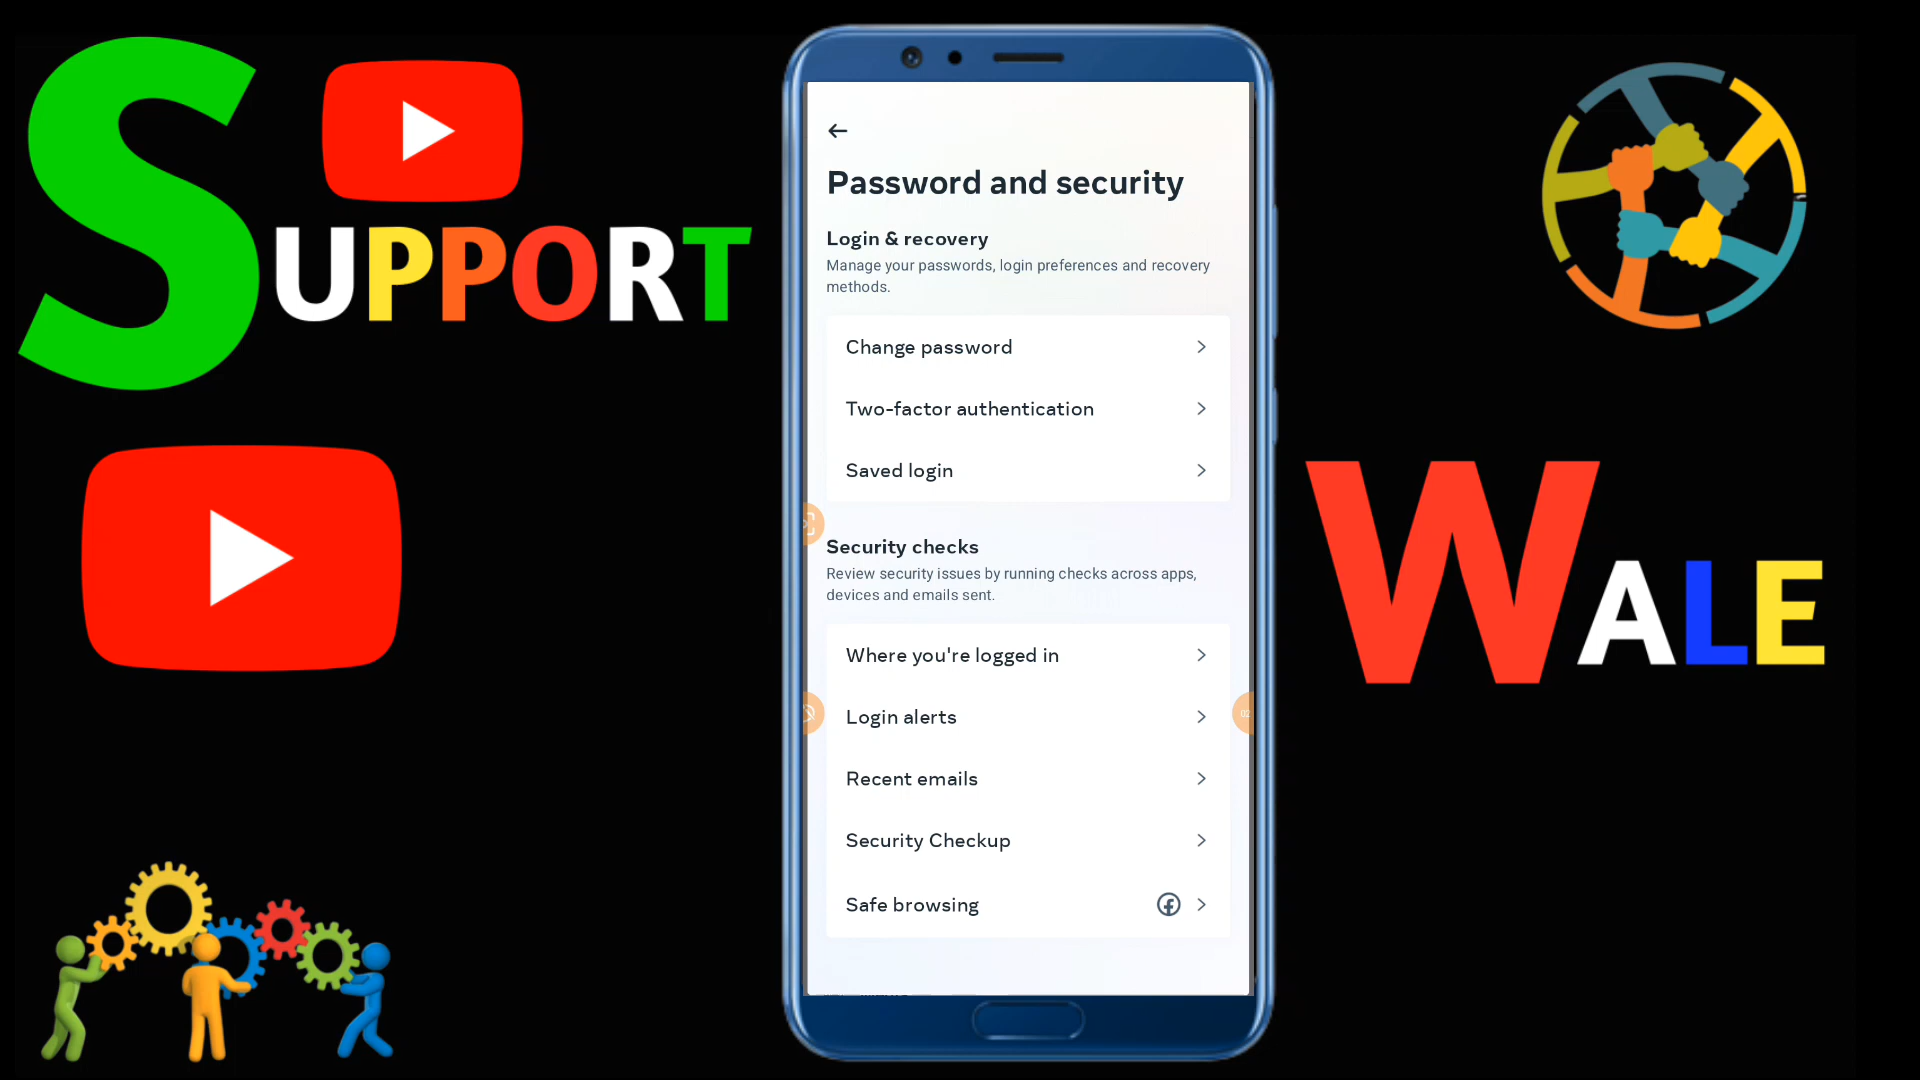 SUPPORT
WALE
Password and security
Login & recovery
Manage your passwords, login preferences and recovery
methods.
Change password
Two-factor authentication
Saved login
Security checks
Review security issues by running checks across apps,
devices and emails sent.
Where you're logged in
Login alerts
Recent emails
Security Checkup
Safe browsing